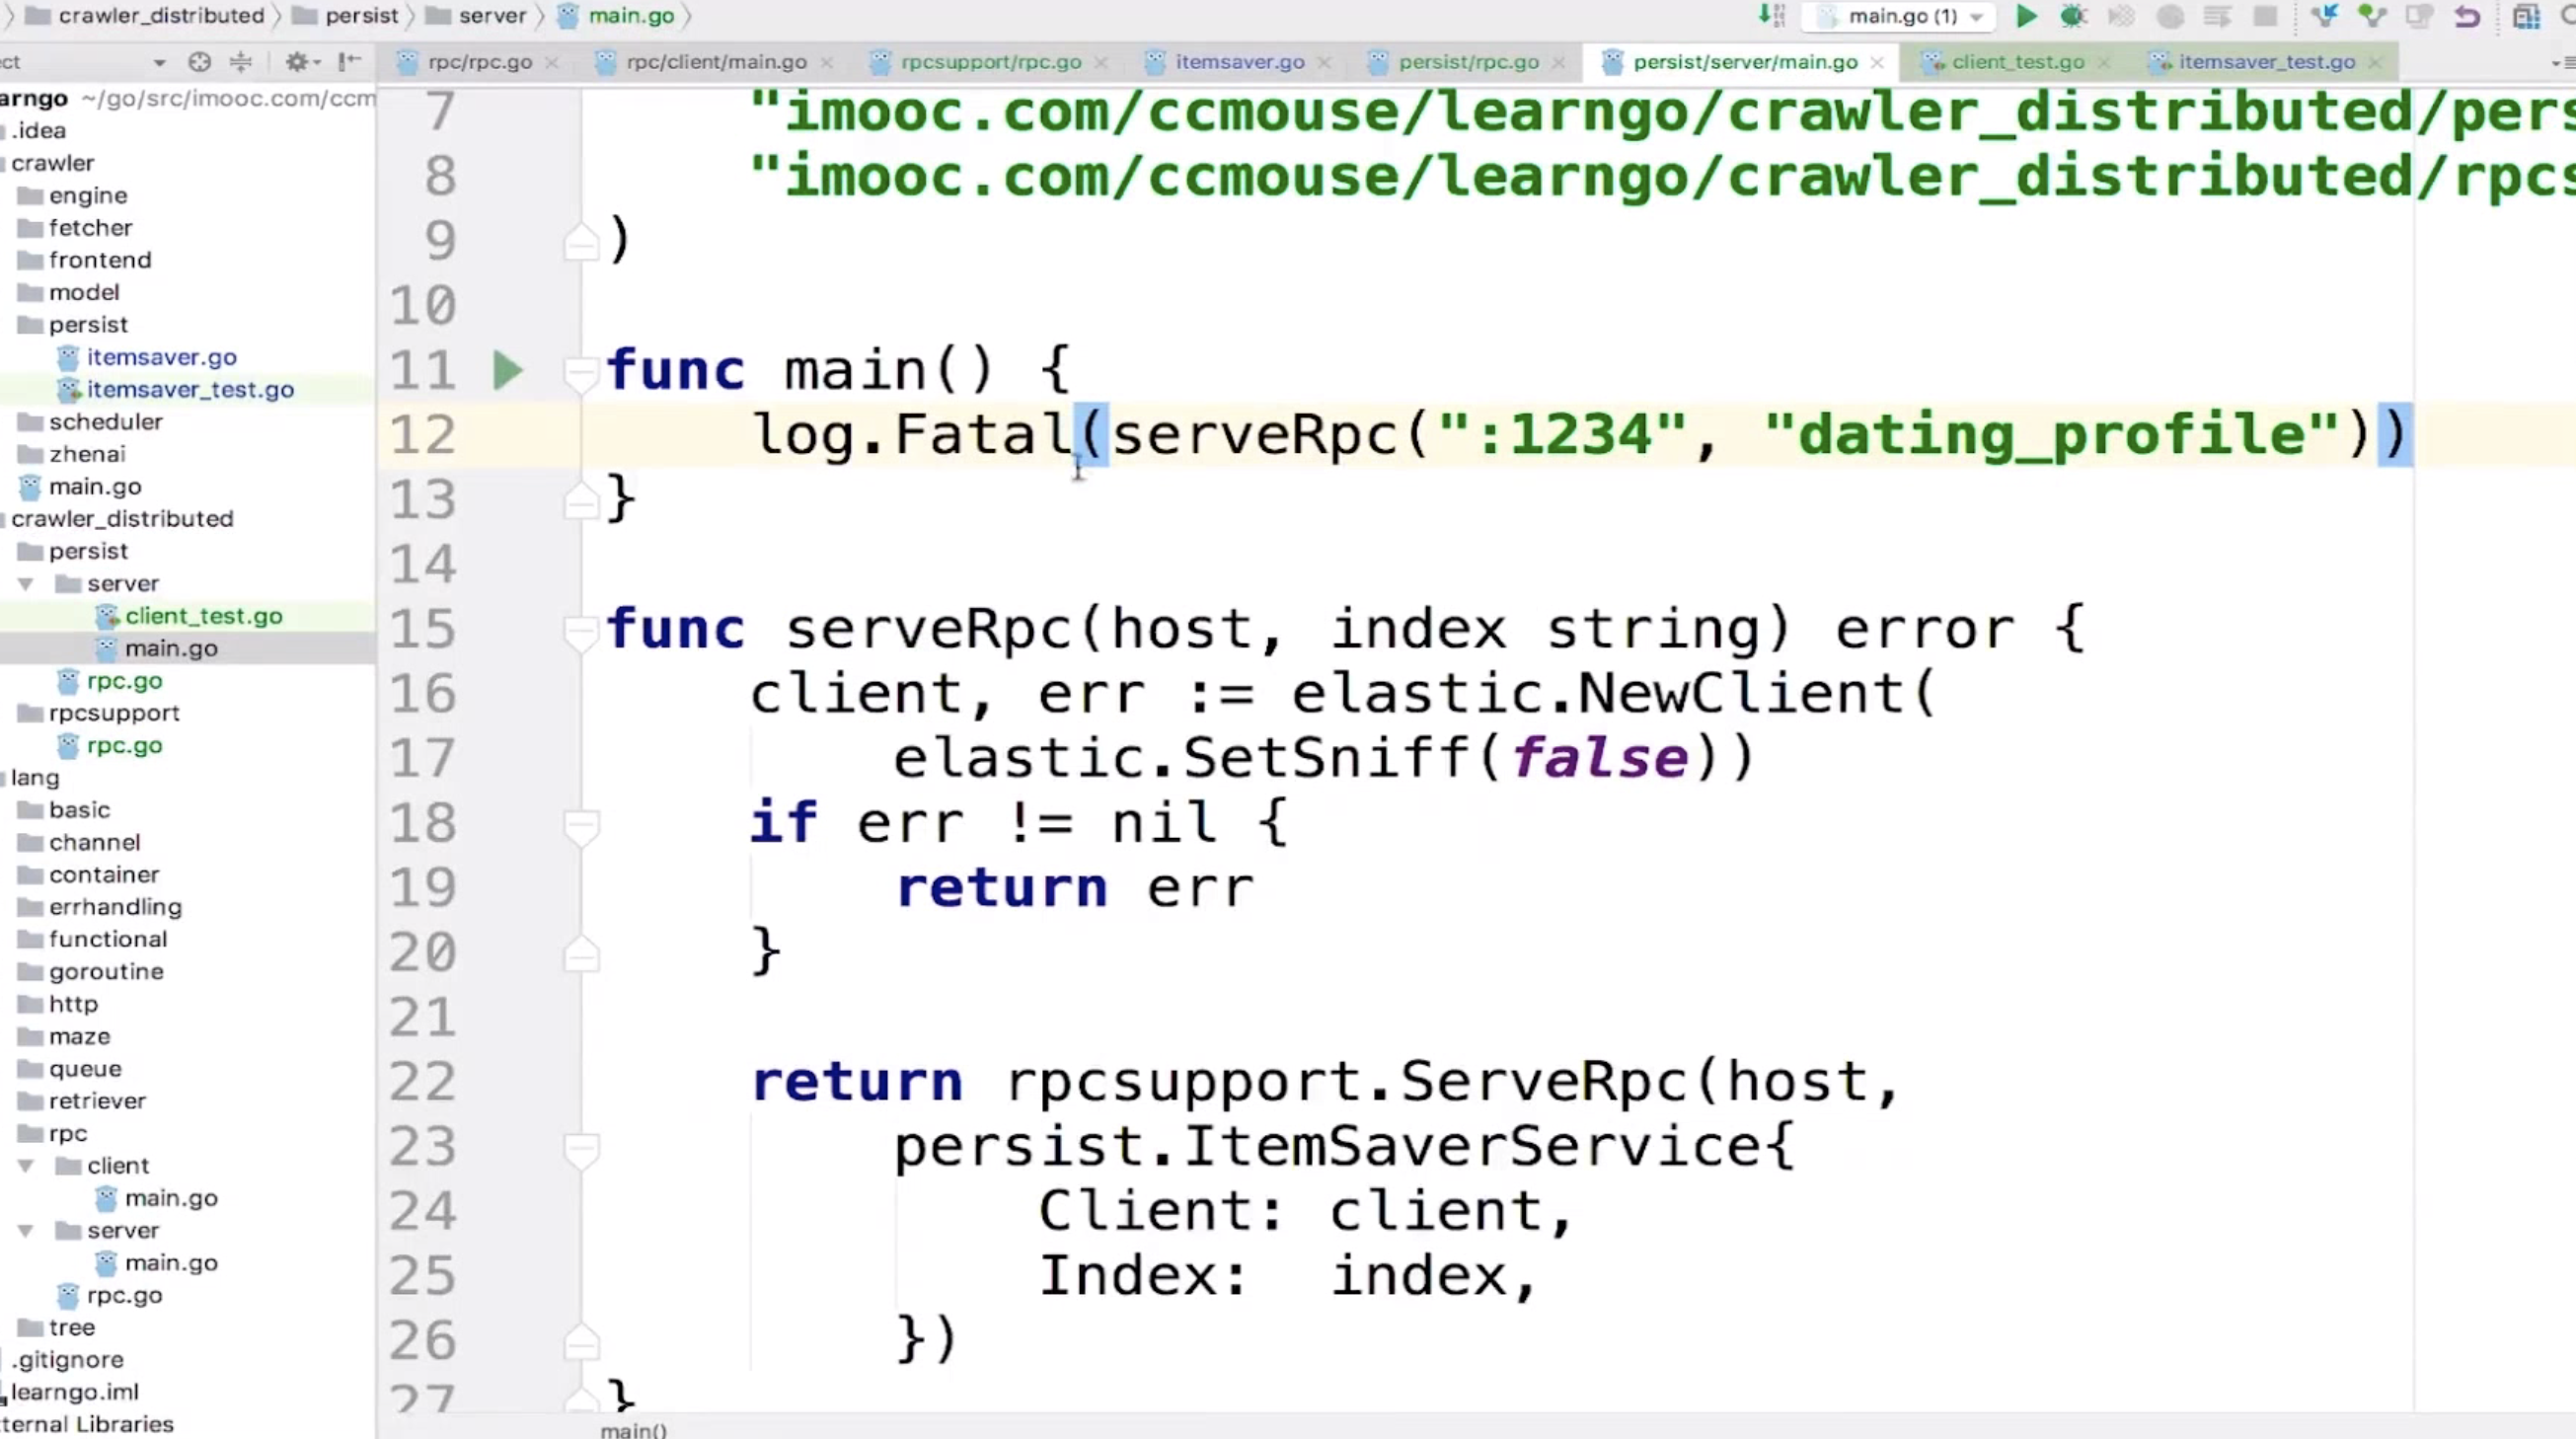 crawler_distributed persist server main.go main.go (1)
ct rpc/rpc.go rpc/client/main.go rpcsupport/rpc.go itemsaver.go persist/rpc.go persist/server/main.go client_test.go itemsaver_test.go
arngo ~/go/src/imooc.com/ccm
.idea
crawler
engine
fetcher
frontend
model
persist
itemsaver.go
itemsaver_test.go
scheduler
zhenai
main.go
crawler_distributed
persist
server
client_test.go
main.go
rpc.go
rpcsupport
rpc.go
lang
basic
channel
container
errhandling
functional
goroutine
http
maze
queue
retriever
rpc
client
main.go
server
main.go
rpc.go
tree
.gitignore
learngo.iml
ternal Libraries
7 "imooc.com/ccmouse/learngo/crawler_distributed/pers
8 "imooc.com/ccmouse/learngo/crawler_distributed/rpcs
9 )
10
11 func main() {
12 log.Fatal(serveRpc(":1234", "dating_profile"))
13 }
14
15 func serveRpc(host, index string) error {
16 client, err := elastic.NewClient(
17 elastic.SetSniff(false))
18 if err != nil {
19 return err
20 }
21
22 return rpcsupport.ServeRpc(host,
23 persist.ItemSaverService{
24 Client: client,
25 Index: index,
26 })
27 }
main()